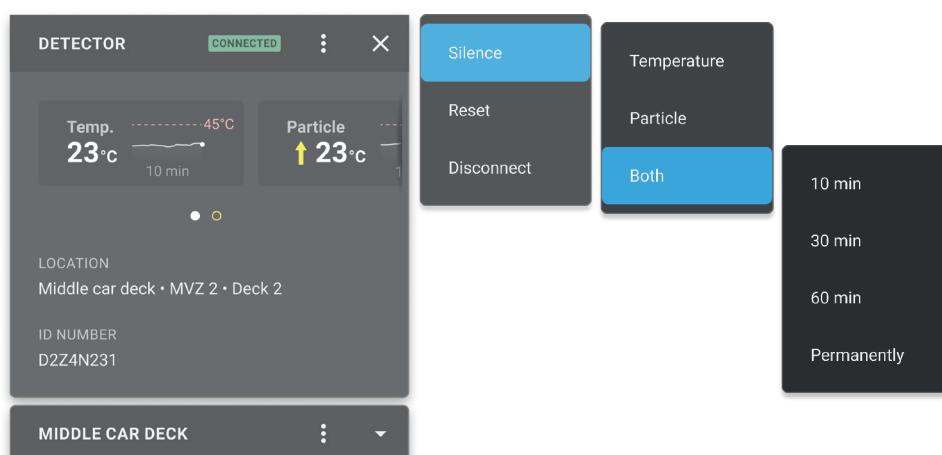 DETECTOR CONNECTED
Temp. 45°C
23°C
10 min
Particle
23°C
1
LOCATION
Middle car deck • MVZ 2 • Deck 2
ID NUMBER
D2Z4N231
MIDDLE CAR DECK
Silence
Reset
Disconnect
Temperature
Particle
Both
10 min
30 min
60 min
Permanently